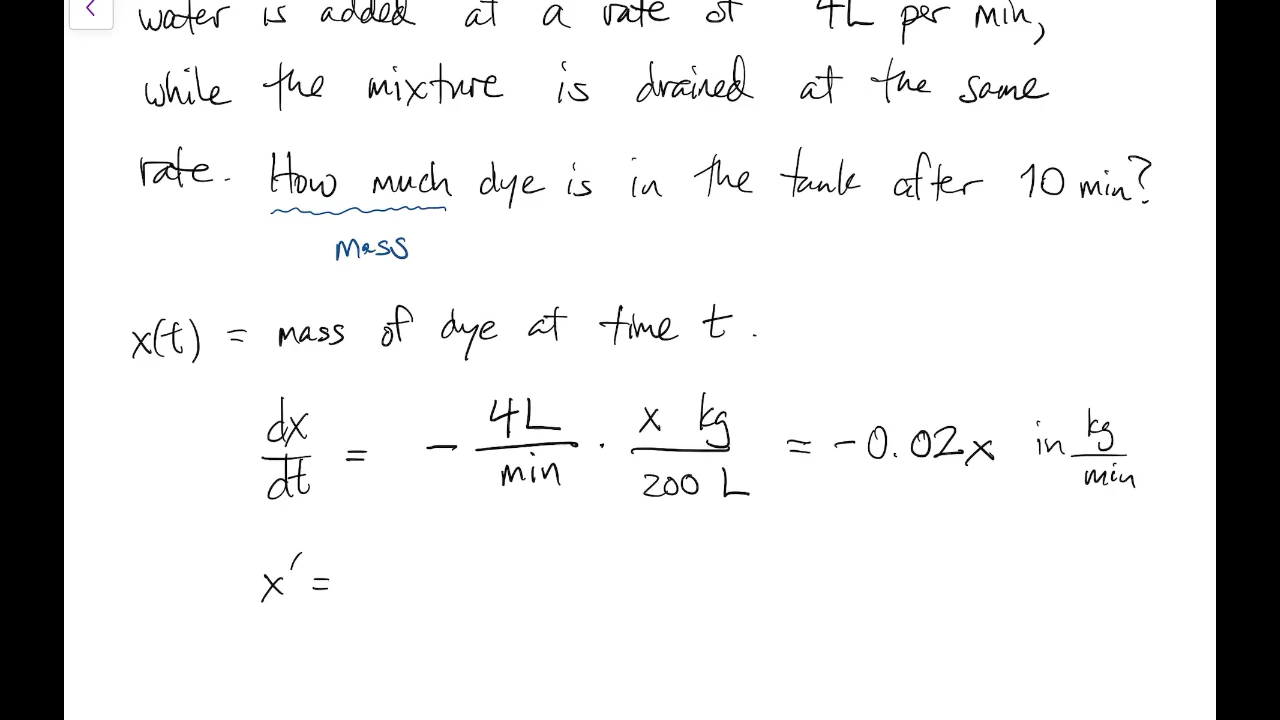 water is added at a rate of 4L per min,
while the mixture is drained at the same
rate. How much dye is in the tank after 10 min?
mass
x(t) = mass of dye at time t.
dx/dt = - 4L/min · x kg/200 L = -0.02x in kg/min
x' =